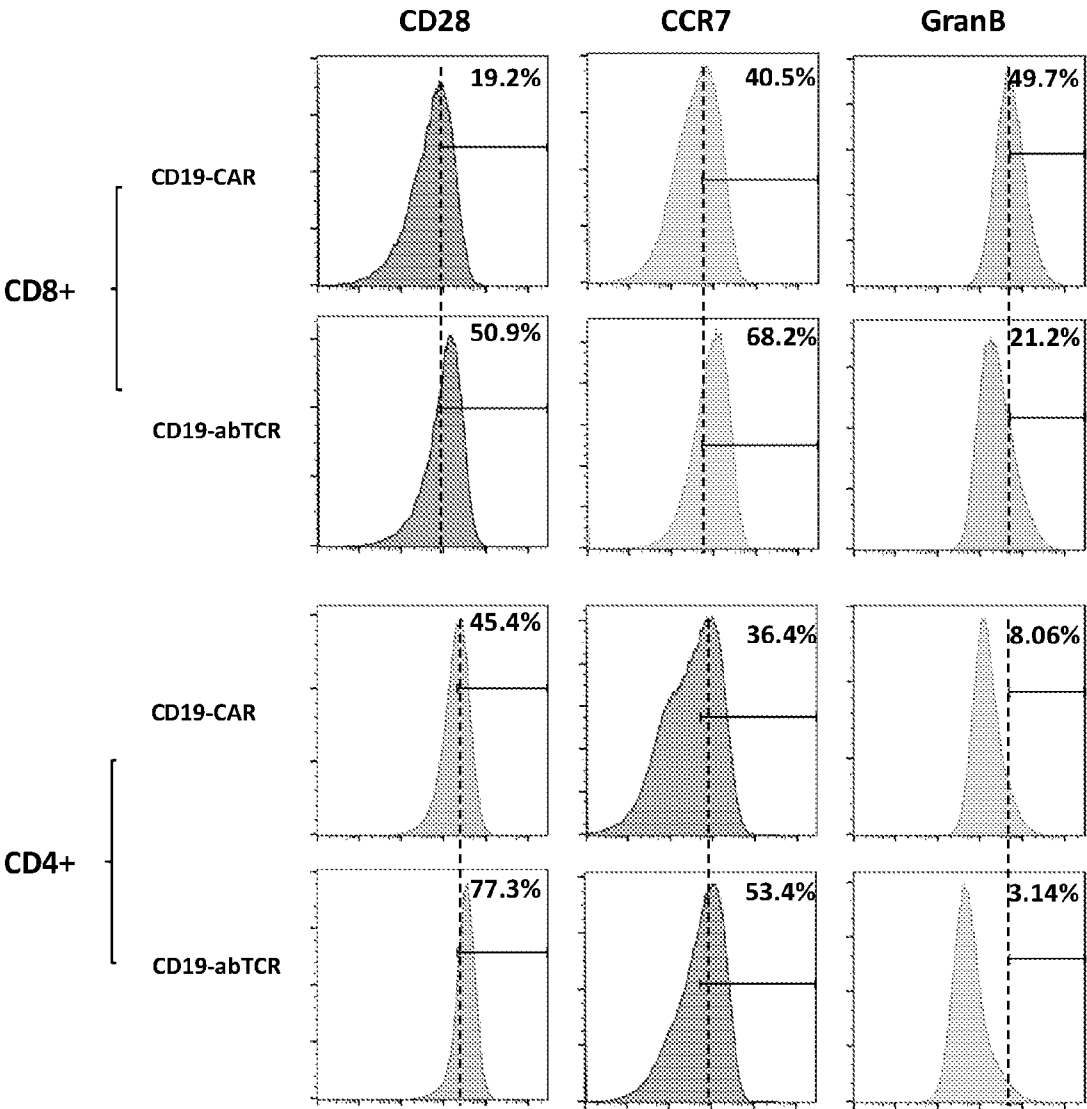 CD28 CCR7 GranB
19.2% 40.5% 49.7%
CD19-CAR
CD8+
50.9% 68.2% 21.2%
CD19-abTCR
45.4% 36.4% 8.06%
CD19-CAR
CD4+
77.3% 53.4% 3.14%
CD19-abTCR